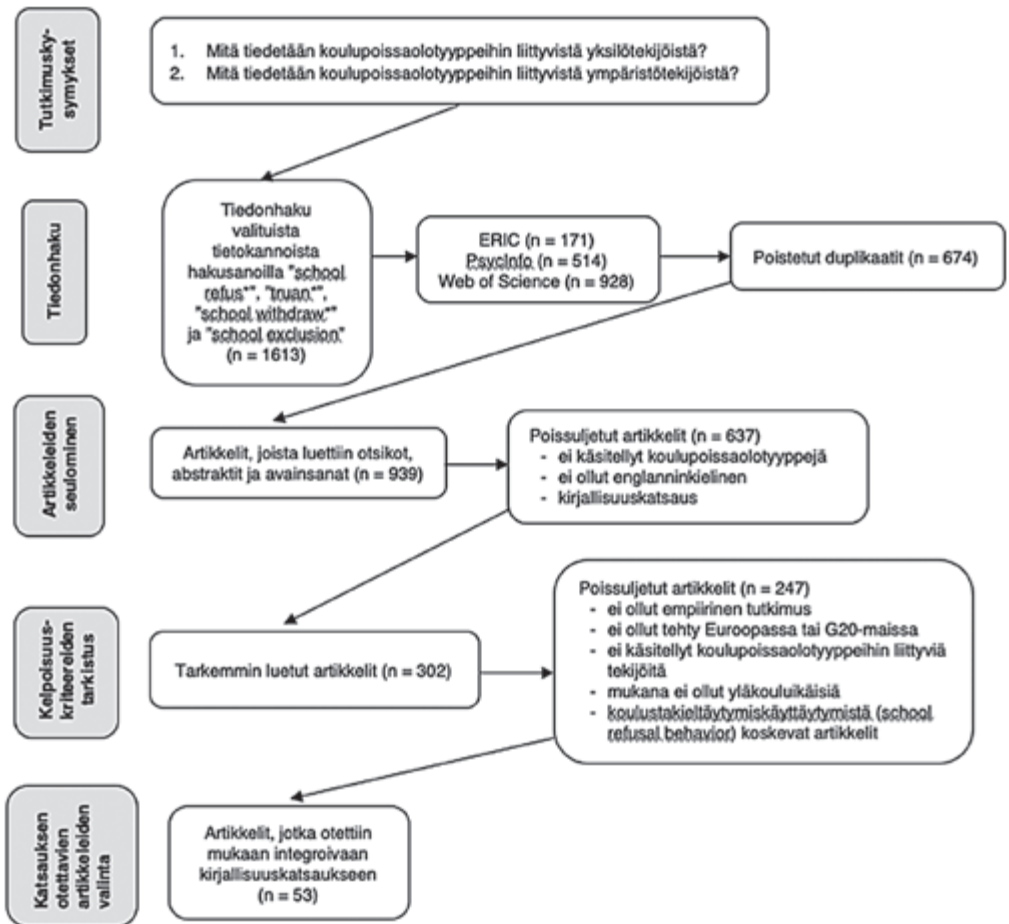 Tutkimusky-
symykset
1. Mitä tiedetään koulupoissaolotyyppeihin liittyvistä yksilötekijöistä?
2. Mitä tiedetään koulupoissaolotyyppeihin liittyvistä ympäristötekijöistä?
Tiedonhaku
Tiedonhaku
valituista
tietokannoista
hakusanoilla "school
refus*", "truan*",
"school withdraw*"
ja "school exclusion"
(n = 1613)
ERIC (n = 171)
PsycInfo (n = 514)
Web of Science (n = 928)
Poistetut duplikaatit (n = 674)
Artikkeleiden
seulominen
Artikkelit, joista luettiin otsikot,
abstraktit ja avainsanat (n = 939)
Poissuljetut artikkelit (n = 637)
- ei käsitellyt koulupoissaolotyyppejä
- ei ollut englanninkielinen
- kirjallisuuskatsaus
Kelpoisuus-
kriteereiden
tarkistus
Tarkemmin luetut artikkelit (n = 302)
Poissuljetut artikkelit (n = 247)
- ei ollut empiirinen tutkimus
- ei ollut tehty Euroopassa tai G20-maissa
- ei käsitellyt koulupoissaolotyyppeihin liittyviä
tekijöitä
- mukana ei ollut yläkouluikäisiä
- koulustakieltäytymiskäyttäytymistä (school
refusal behavior) koskevat artikkelit
Katsauksen
otettavien
artikkeleiden
valinta
Artikkelit, jotka otettiin
mukaan integroivaan
kirjallisuuskatsaukseen
(n = 53)